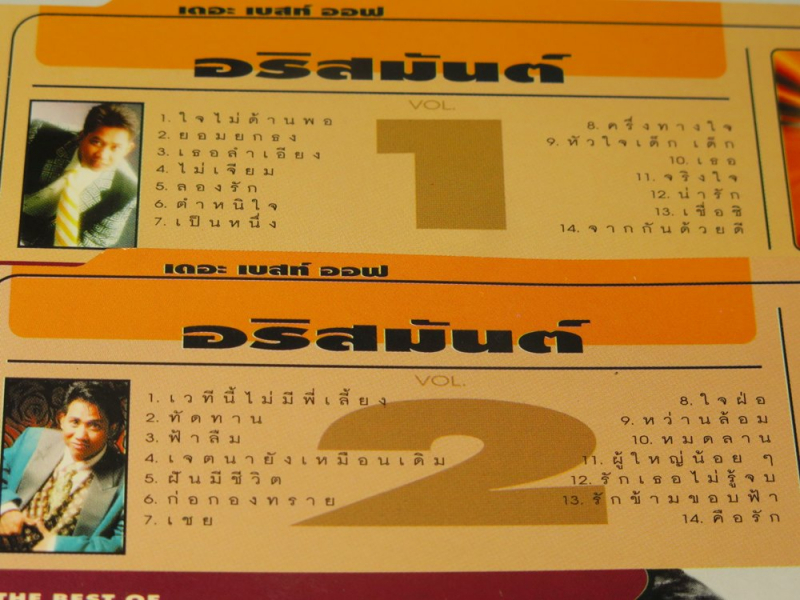 เดอะ เบสท์ ออฟ
อริสมันต์
VOL.
1
1. ใจไม่ด้านพอ
2. ยอมยกธง
3. เธอลำเอียง
4. ไม่เจียม
5. ลองรัก
6. ตำหนิใจ
7. เป็นหนึ่ง
8. ครึ่งทางใจ
9. หัวใจเด็ก เด็ก
10. เธอ
11. จริงใจ
12. น่ารัก
13. เชื่อซิ
14. จากกันด้วยดี
เดอะ เบสท์ ออฟ
อริสมันต์
VOL.
2
1. เวทีนี้ไม่มีพี่เลี้ยง
2. ทัดทาน
3. ฟ้าลืม
4. เจตนายังเหมือนเดิม
5. ฝันมีชีวิต
6. ก่อกองทราย
7. เชย
8. ใจฝ่อ
9. หว่านล้อม
10. หมดลาน
11. ผู้ใหญ่น้อย ๆ
12. รักเธอไม่รู้จบ
13. รักข้ามขอบฟ้า
14. คือรัก
THE BEST OF